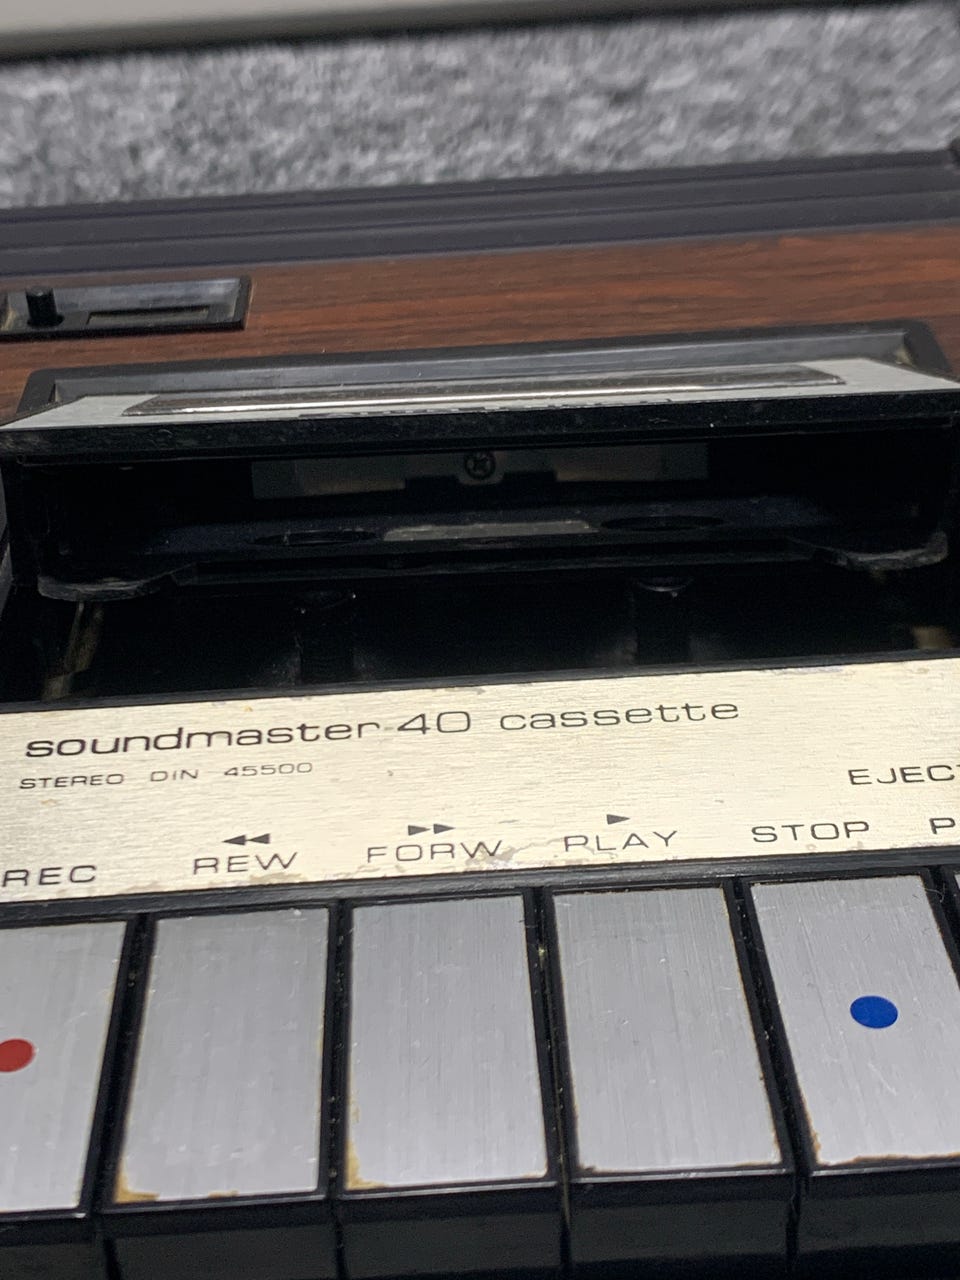 soundmaster 40 cassette
STEREO DIN 45500
EJECT
REC
◀◀ REW
▶▶ FORW
▶ PLAY
STOP